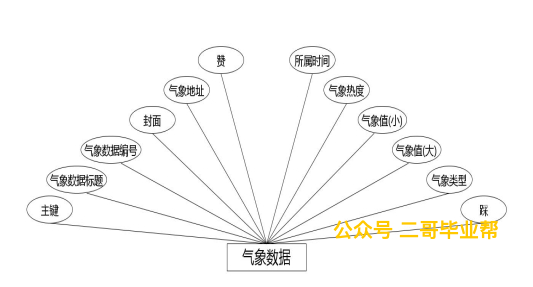 赞
所属时间
气象地址
气象热度
封面
气象值(小)
气象数据编号
气象值(大)
气象数据标题
气象类型
主键
踩
公众号 二哥毕业帮
气象数据